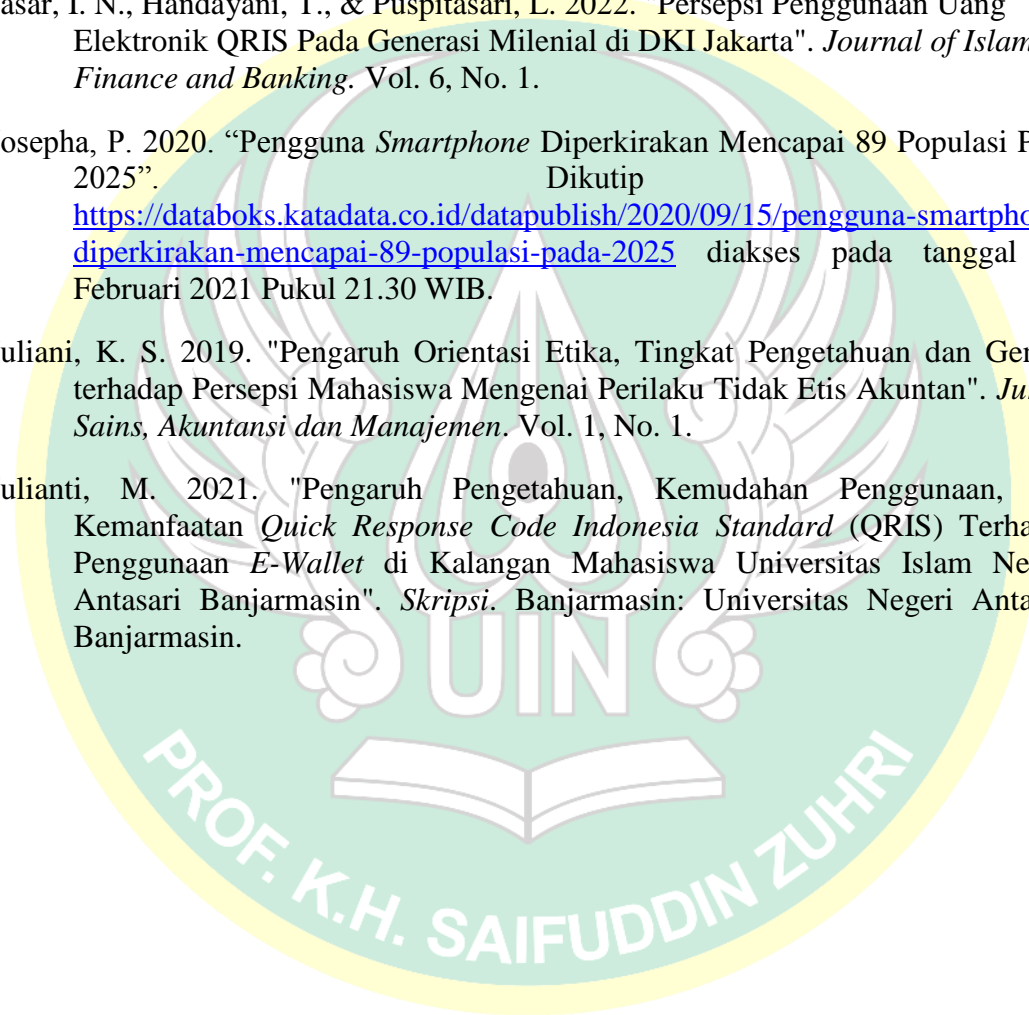 asar, I. N., Handayani, T., & Puspitasari, L. 2022. "Persepsi Penggunaan Uang
Elektronik QRIS Pada Generasi Milenial di DKI Jakarta". Journal of Islam
Finance and Banking. Vol. 6, No. 1.
osepha, P. 2020. “Pengguna Smartphone Diperkirakan Mencapai 89 Populasi P
2025”. Dikutip
https://databoks.katadata.co.id/datapublish/2020/09/15/pengguna-smartpho
diperkirakan-mencapai-89-populasi-pada-2025 diakses pada tanggal
Februari 2021 Pukul 21.30 WIB.
uliani, K. S. 2019. "Pengaruh Orientasi Etika, Tingkat Pengetahuan dan Gen
terhadap Persepsi Mahasiswa Mengenai Perilaku Tidak Etis Akuntan". Ju
Sains, Akuntansi dan Manajemen. Vol. 1, No. 1.
ulianti, M. 2021. "Pengaruh Pengetahuan, Kemudahan Penggunaan,
Kemanfaatan Quick Response Code Indonesia Standard (QRIS) Terha
Penggunaan E-Wallet di Kalangan Mahasiswa Universitas Islam Ne
Antasari Banjarmasin". Skripsi. Banjarmasin: Universitas Negeri Anta
Banjarmasin.
UIN
PROF. K.H. SAIFUDDIN ZUHRI